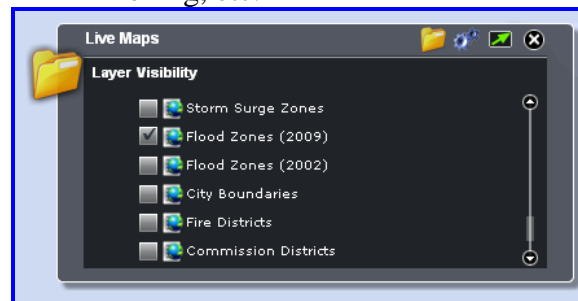 Live Maps
Layer Visibility
Storm Surge Zones
Flood Zones (2009)
Flood Zones (2002)
City Boundaries
Fire Districts
Commission Districts